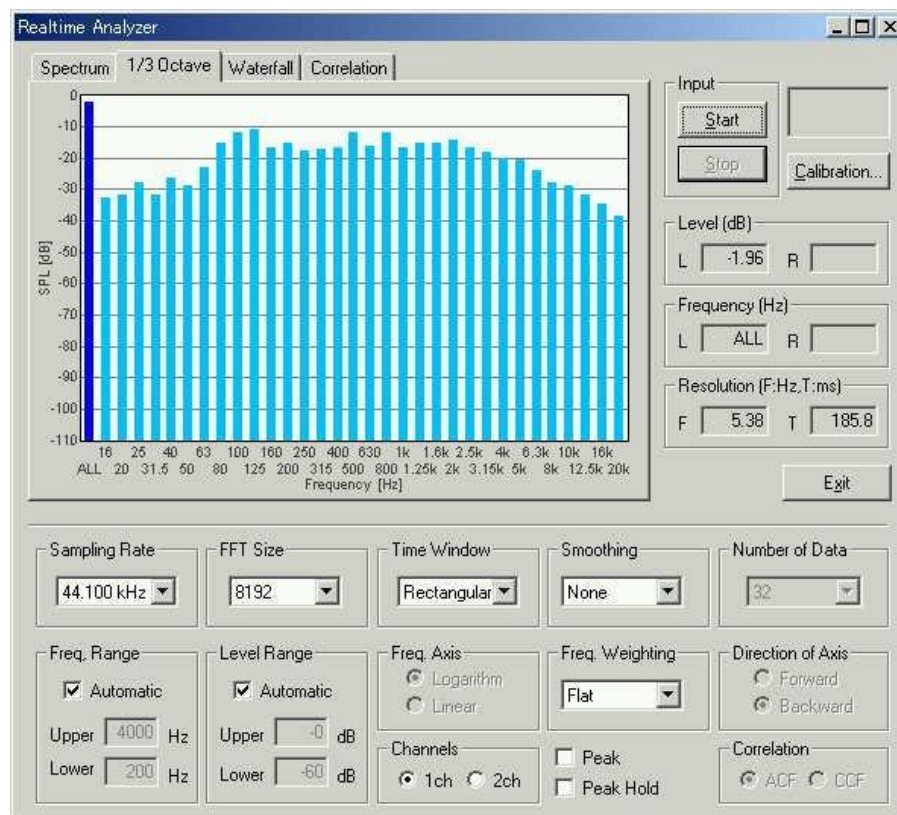 Realtime Analyzer
Spectrum 1/3 Octave Waterfall Correlation
0
-10
-20
-30
-40
-50
-60
-70
-80
-90
-100
-110
SPL [dB]
16 25 40 63 100 160 250 400 630 1k 1.6k 2.5k 4k 6.3k 10k 16k
ALL 20 31.5 50 80 125 200 315 500 800 1.25k 2k 3.15k 5k 8k 12.5k 20k
Frequency [Hz]
Input
Start
Stop
Calibration...
Level (dB)
L -1.96 R
Frequency (Hz)
L ALL R
Resolution (F:Hz,T:ms)
F 5.38 T 185.8
Exit
Sampling Rate
44.100 kHz
FFT Size
8192
Time Window
Rectangular
Smoothing
None
Number of Data
32
Freq. Range
Automatic
Upper 4000 Hz
Lower 200 Hz
Level Range
Automatic
Upper -0 dB
Lower -60 dB
Freq. Axis
Logarithm
Linear
Channels
1ch 2ch
Freq. Weighting
Flat
Peak
Peak Hold
Direction of Axis
Forward
Backward
Correlation
ACF CCF